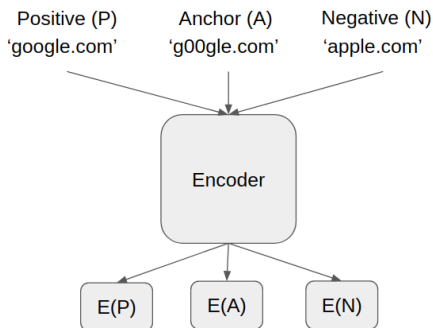 Positive (P)
Anchor (A)
Negative (N)
‘google.com’
‘g00gle.com’
‘apple.com’
Encoder
E(P)
E(A)
E(N)